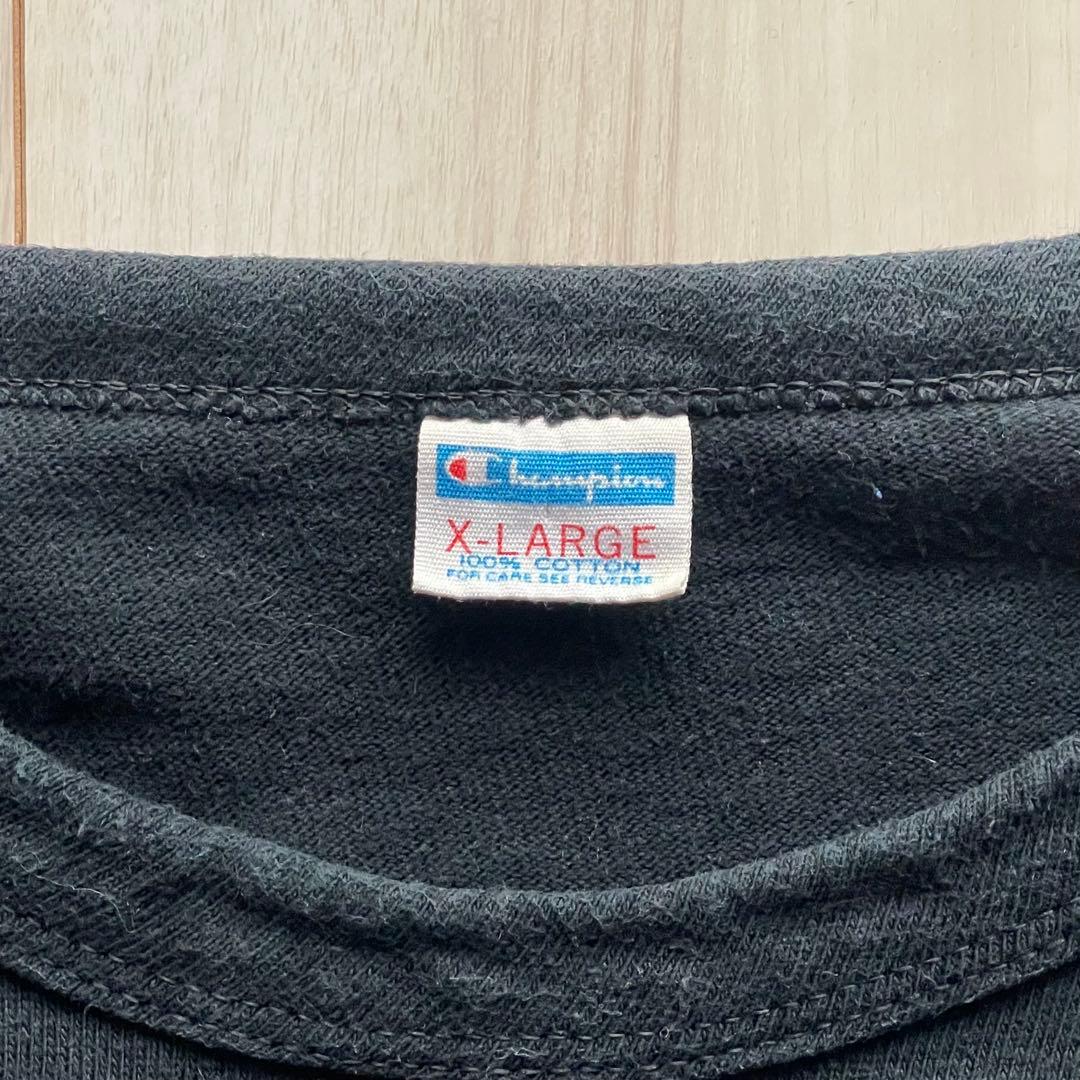 Champion
X-LARGE
100% COTTON
FOR CARE SEE REVERSE